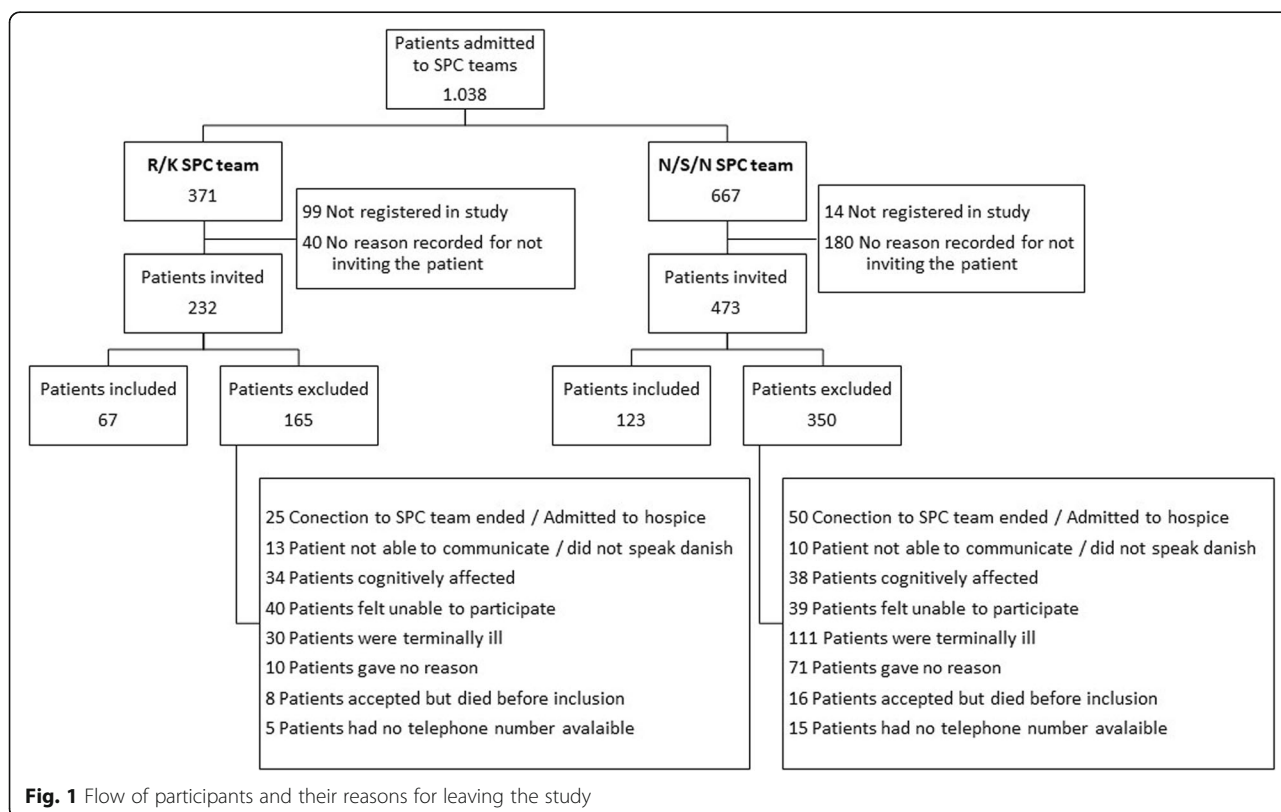 Patients admitted
to SPC teams
1.038
R/K SPC team
371
N/S/N SPC team
667
99 Not registered in study
40 No reason recorded for not
inviting the patient
14 Not registered in study
180 No reason recorded for not
inviting the patient
Patients invited
232
Patients invited
473
Patients included
67
Patients excluded
165
Patients included
123
Patients excluded
350
25 Conection to SPC team ended / Admitted to hospice
13 Patient not able to communicate / did not speak danish
34 Patients cognitively affected
40 Patients felt unable to participate
30 Patients were terminally ill
10 Patients gave no reason
8 Patients accepted but died before inclusion
5 Patients had no telephone number avalaible
50 Conection to SPC team ended / Admitted to hospice
10 Patient not able to communicate / did not speak danish
38 Patients cognitively affected
39 Patients felt unable to participate
111 Patients were terminally ill
71 Patients gave no reason
16 Patients accepted but died before inclusion
15 Patients had no telephone number avalaible
Fig. 1 Flow of participants and their reasons for leaving the study